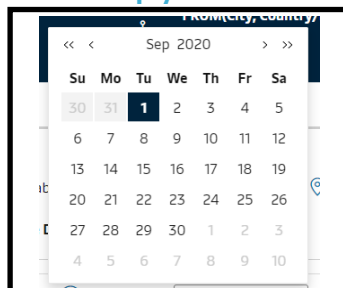 FROM(City, Country)
<< < Sep 2020 > >>
Su Mo Tu We Th Fr Sa
30 31 1 2 3 4 5
6 7 8 9 10 11 12
13 14 15 16 17 18 19
20 21 22 23 24 25 26
27 28 29 30 1 2 3
4 5 6 7 8 9 10